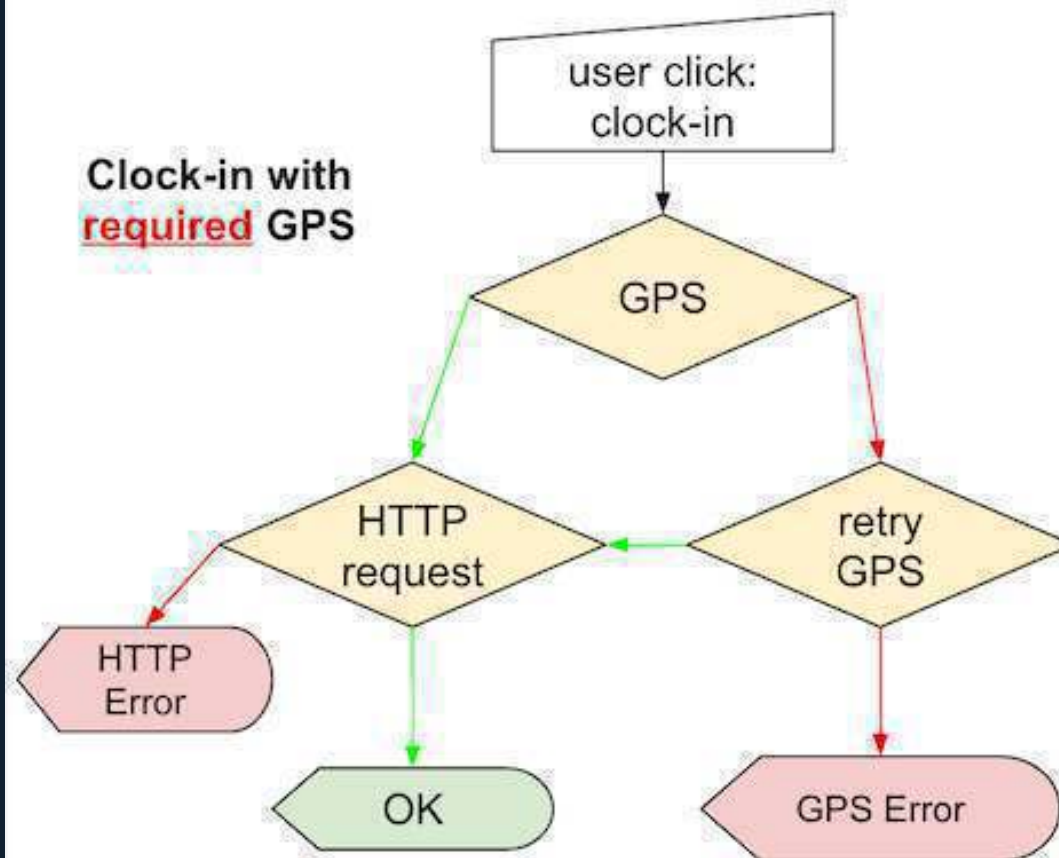 user click:
clock-in
Clock-in with
required GPS
GPS
HTTP
request
retry
GPS
HTTP
Error
OK
GPS Error